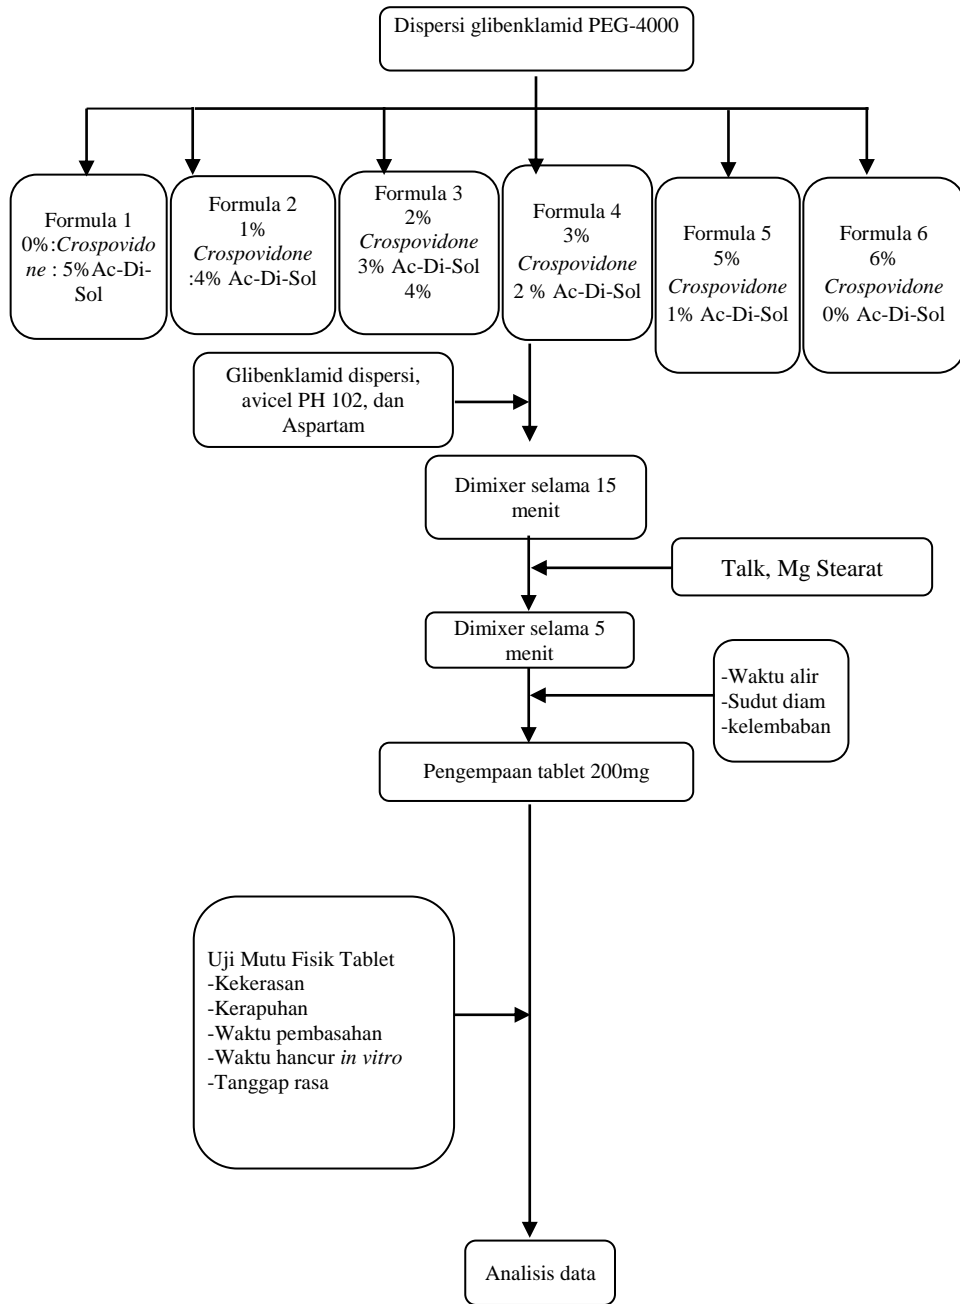 Dispersi glibenklamid PEG-4000
Formula 1
0%:Crospvido
ne : 5%Ac-Di-
Sol
Formula 2
1%
Crospovidone
:4% Ac-Di-Sol
Formula 3
2%
Crospovidone
3% Ac-Di-Sol
4%
Formula 4
3%
Crospovidone
2 % Ac-Di-Sol
Formula 5
5%
Crospovidone
1% Ac-Di-Sol
Formula 6
6%
Crospovidone
0% Ac-Di-Sol
Glibenklamid dispersi,
avicel PH 102, dan
Aspartam
Dimixer selama 15
menit
Talk, Mg Stearat
Dimixer selama 5
menit
-Waktu alir
-Sudut diam
-kelembaban
Pengempaan tablet 200mg
Uji Mutu Fisik Tablet
-Kekerasan
-Kerapuhan
-Waktu pembasahan
-Waktu hancur in vitro
-Tanggap rasa
Analisis data